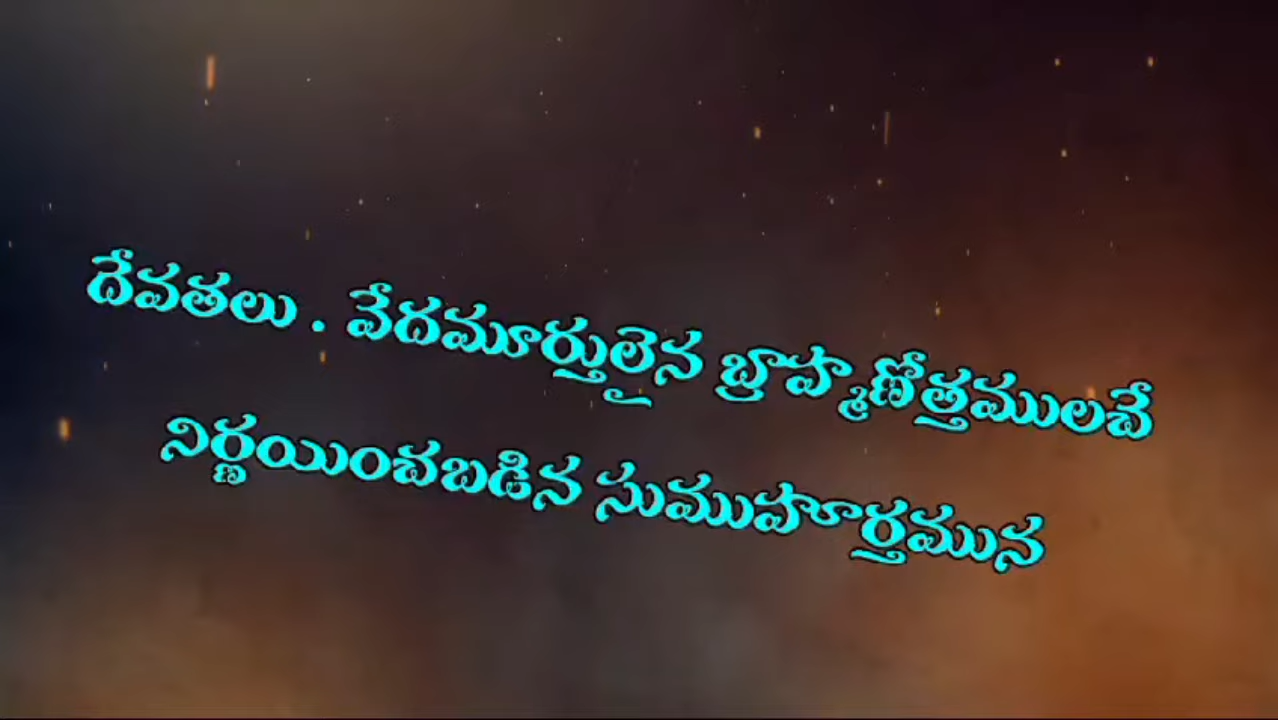 దేవతలు . వేదమూర్తులైన బ్రాహ్మణోత్తములచే
నిర్ణయించబడిన సుముహూర్తమున